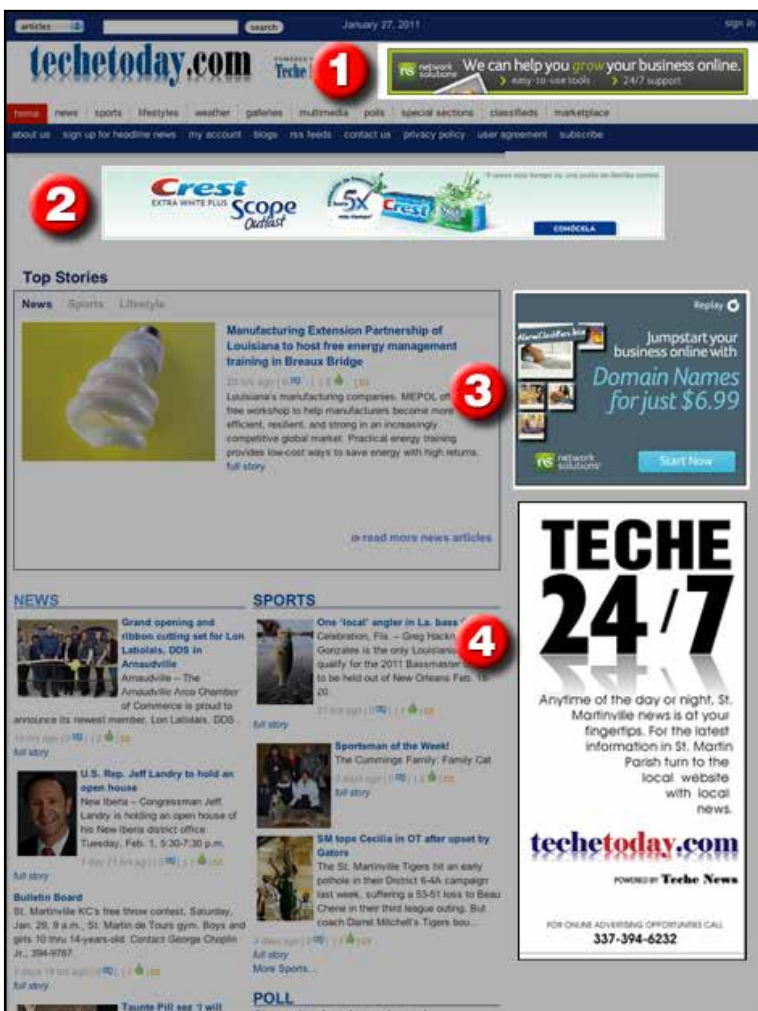 articles
search
January 27, 2011
sign in
techetoday.com
Teche
1
network
solutions
We can help you grow your business online.
easy-to-use tools
24/7 support
home news sports lifestyles weather galleries multimedia polls special sections classifieds marketplace
about us sign up for headline news my account blogs rss feeds contact us privacy policy user agreement subscribe
2
Crest
EXTRA WHITE PLUS
Scope
Outlast
5X
Crest
CONÓCELA
Top Stories
News Sports Lifestyle
Manufacturing Extension Partnership of
Louisiana to host free energy management
training in Breaux Bridge
20 hrs ago | 0
Louisiana's manufacturing companies. MEPOL
free workshop to help manufacturers become more
efficient, resilient, and strong in an increasingly
competitive global market. Practical energy training
provides low-cost ways to save energy with high returns.
full story
read more news articles
3
Replay
Jumpstart your
business online with
Domain Names
for just $6.99
network
solutions
Start Now
NEWS
Grand opening and
ribbon cutting set for Lon
Latiolais, DDS in
Arnaudville
Arnaudville – The
Arnaudville Area Chamber
of Commerce is proud to
announce its newest member, Lon Latiolais, DDS
full story
U.S. Rep. Jeff Landry to hold an
open house
New Iberia – Congressman Jeff
Landry is holding an open house of
his New Iberia district office
Tuesday, Feb. 1, 5:30-7:30 p.m.
full story
Bulletin Board
St. Martinville KC's free throw contest, Saturday,
Jan. 29, 9 a.m., St. Martin de Tours gym. Boys and
girls 10 thru 14-years-old. Contact George Choplin
Jr., 394-9767.
full story
Taunte Pill sez 'I will
SPORTS
One 'local' angler in La. bass
Celebration, Fla. – Greg
Gonzales is the only
qualify for the 2011 Bassmaster
to be held out of New Orleans Feb. 18-
20.
full story
4
Sportsman of the Week!
The Cummings Family: Family Cat
full story
SM tops Cecilia in OT after upset by
Gators
The St. Martinville Tigers hit an early
pothole in their District 6-4A campaign
last week, suffering a 53-51 loss to Beau
Chene in their third league outing. But
coach Darrel Mitchell's Tigers bou...
full story
More Sports...
POLL
TECHE
24/7
Anytime of the day or night, St.
Martinville news is at your
fingertips. For the latest
information in St. Martin
Parish turn to the
local website
with local
news.
techetoday.com
POWERED BY Teche News
FOR ONLINE ADVERTISING OPPORTUNITIES CALL
337-394-6232